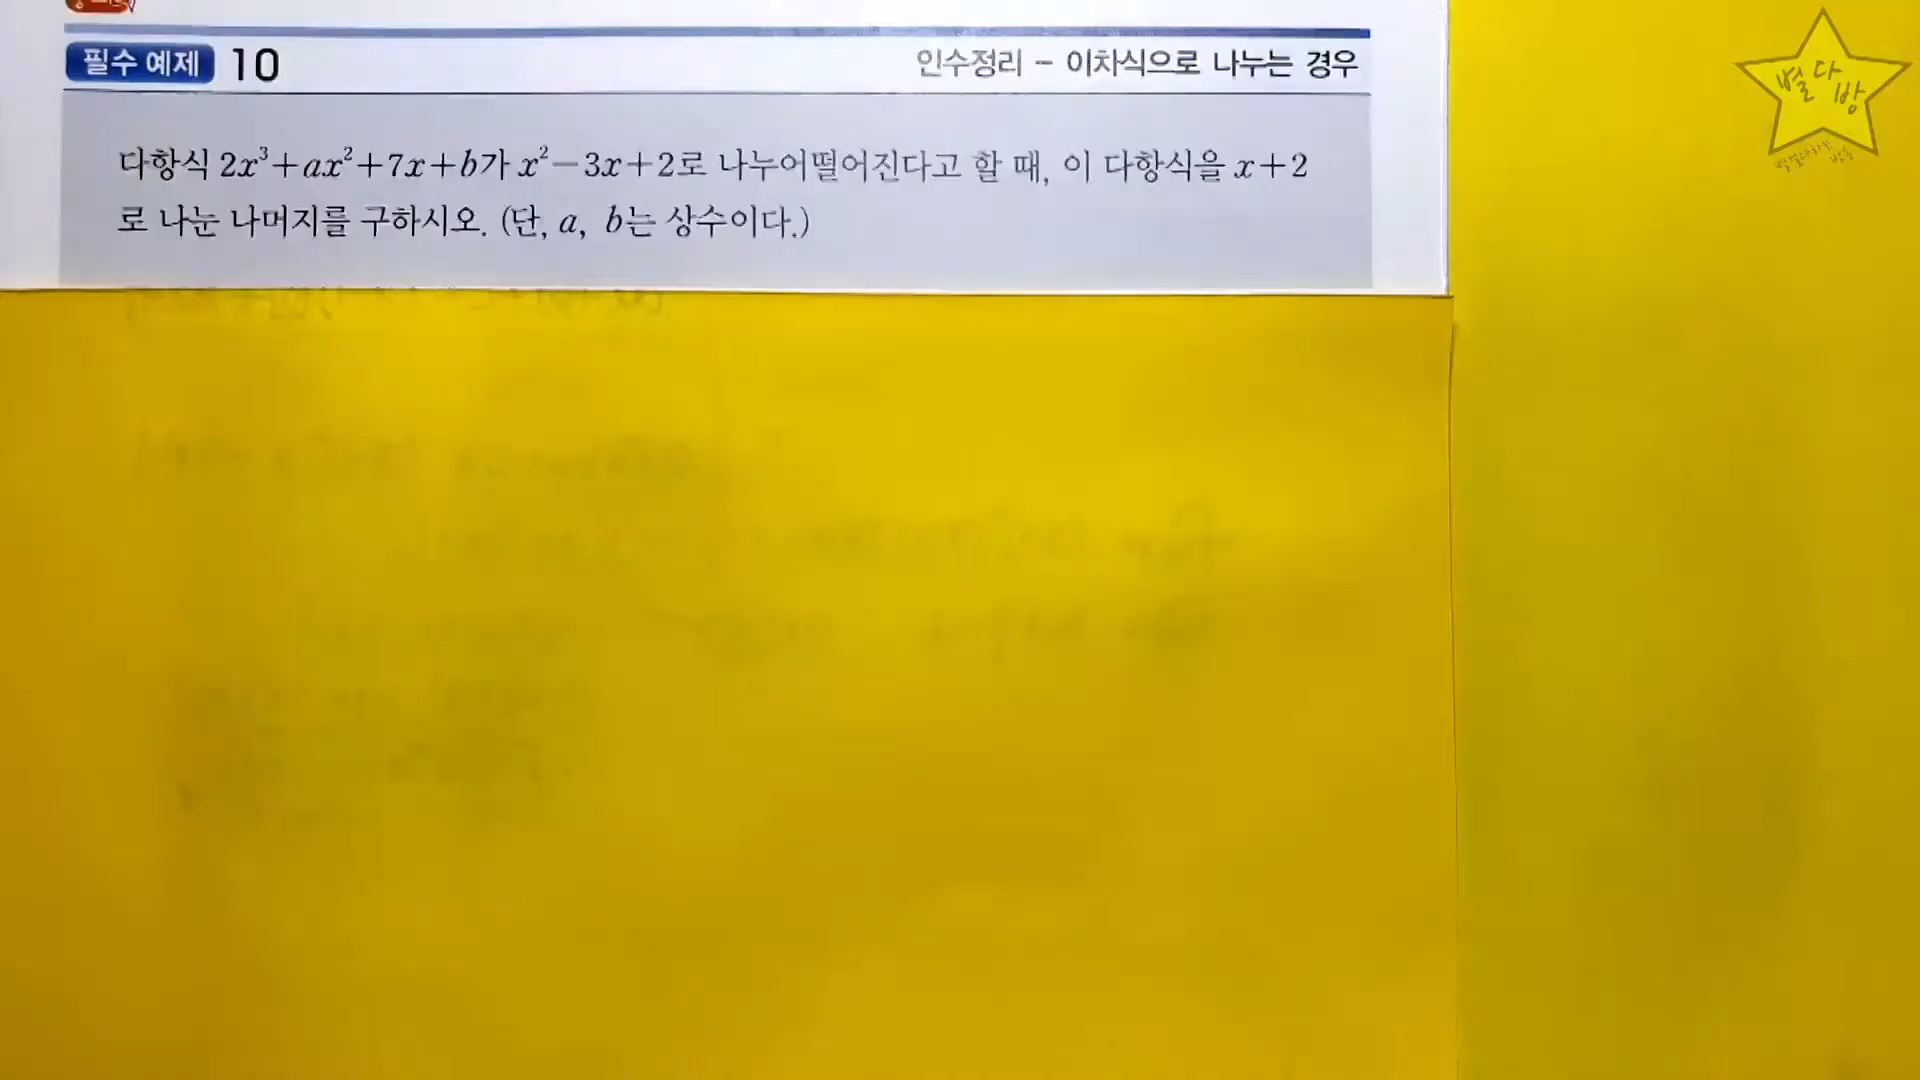 필수 예제 10
인수정리 - 이차식으로 나누는 경우
다항식 2x³+ax²+7x+b가 x²-3x+2로 나누어떨어진다고 할 때, 이 다항식을 x+2
로 나눈 나머지를 구하시오. (단, a, b는 상수이다.)
별다방